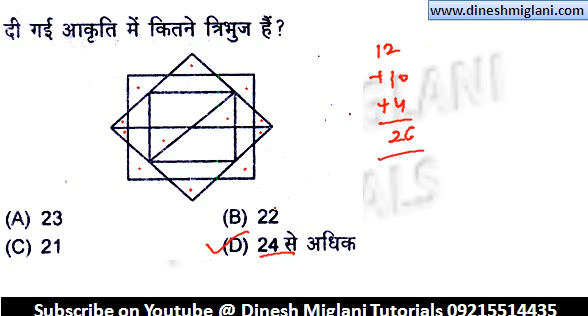 www.dineshmiglani.com
दी गई आकृति में कितने त्रिभुज हैं?
12
+10
+4
26
(A) 23
(B) 22
(C) 21
(D) 24 से अधिक
Subscribe on Youtube @ Dinesh Miglani Tutorials 09215514435